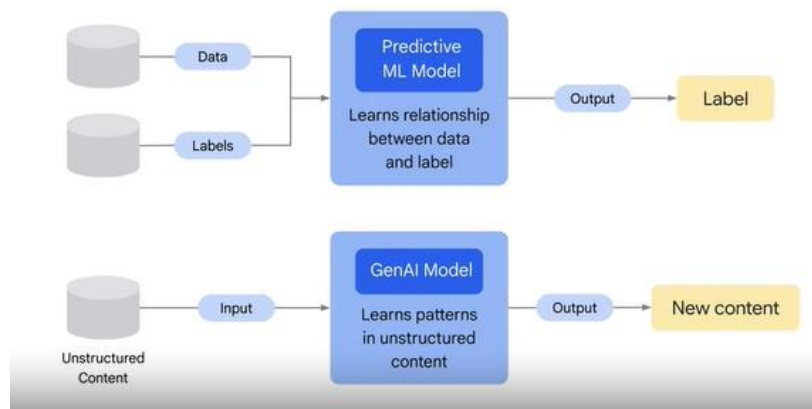 Data
Labels
Predictive
ML Model
Learns relationship
between data
and label
Output
Label
Unstructured
Content
Input
GenAI Model
Learns patterns
in unstructured
content
Output
New content